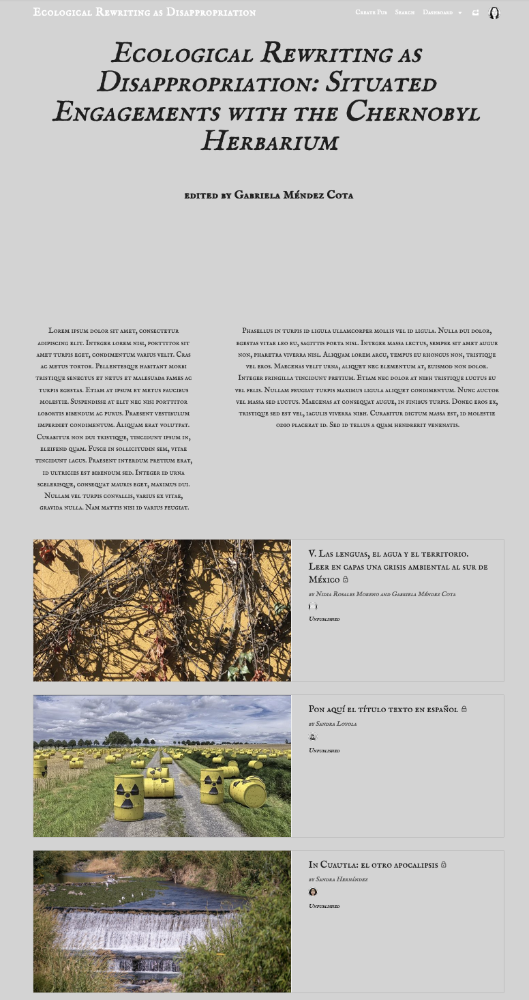 Ecological Rewriting as Disappropriation
Create Pub Search Dashboard
Ecological Rewriting as
Disappropriation: Situated
Engagements with the Chernobyl
Herbarium
edited by Gabriela Méndez Cota
Lorem ipsum dolor sit amet, consectetur
adipiscing elit. Integer lorem nisi, porttitor sit
amet turpis eget, condimentum varius velit. Cras
ac metus tortor. Pellentesque habitant morbi
tristique senectus et netus et malesuada fames ac
turpis egestas. Etiam at ipsum et metus faucibus
molestie. Suspendisse at elit nec nisi porttitor
lobortis bibendum ac purus. Praesent vestibulum
imperdiet condimentum. Aliquam erat volutpat.
Curabitur non dui tristique, tincidunt ipsum in,
eleifend quam. Fusce in sollicitudin sem, vitae
tincidunt lacus. Praesent interdum pretium erat,
id ultricies est bibendum sed. Integer id urna
scelerisque, consequat mauris eget, maximus dui.
Nullam vel turpis convallis, varius ex vitae,
gravida nulla. Nam mattis nisi id varius feugiat.
Phasellus in turpis id ligula ullamcorper mollis vel id ligula. Nulla dui dolor,
egestas vitae leo eu, sagittis porta nisl. Integer massa lectus, semper sit amet augue
non, pharetra viverra nisl. Aliquam lorem arcu, tempus eu rhoncus non, tristique
vel eros. Maecenas velit urna, aliquet nec elementum at, euismod non dolor.
Integer fringilla tincidunt pretium. Etiam nec dolor at nibh tristique luctus eu
vel felis. Nullam feugiat turpis maximus ligula aliquet condimentum. Nunc auctor
vel massa sed luctus. Maecenas at consequat augue, in finibus turpis. Donec eros ex,
tristique sed est vel, iaculis viverra nibh. Curabitur dictum massa est, id molestie
odio placerat id. Sed id tellus a quam hendrerit venenatis.
V. Las lenguas, el agua y el territorio.
Leer en capas una crisis ambiental al sur de
México
by Nidia Rosales Moreno and Gabriela Méndez Cota
Unpublished
Pon aquí el título texto en español
by Sandra Loyola
Unpublished
In Cuautla: el otro apocalipsis
by Sandra Hernández
Unpublished